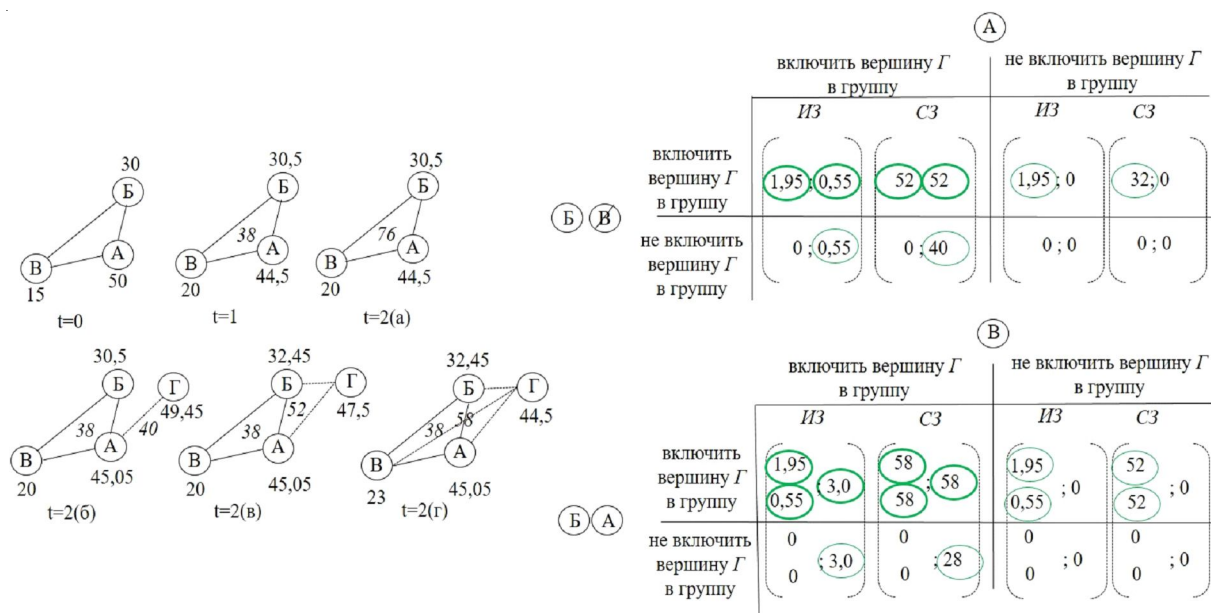 30
Б
В
А
15
50
t=0
30,5
Б
38
В
А
20
44,5
t=1
30,5
Б
76
В
А
20
44,5
t=2(а)
30,5
Б
Г
49,45
38
40
В
А
20
45,05
t=2(б)
32,45
Б
Г
52
47,5
38
В
А
20
45,05
t=2(в)
32,45
Б
Г
38
58
44,5
В
А
23
45,05
t=2(г)
А
включить вершину Г
в группу
не включить вершину Г
в группу
ИЗ
СЗ
ИЗ
СЗ
Б В
включить
вершину Г
в группу
1,95 ; 0,55
52 ; 52
1,95 ; 0
32; 0
не включить
вершину Г
в группу
0 ; 0,55
0 ; 40
0 ; 0
0 ; 0
В
включить вершину Г
в группу
не включить вершину Г
в группу
ИЗ
СЗ
ИЗ
СЗ
Б А
включить
вершину Г
в группу
1,95
0,55
; 3,0
58
58
; 58
1,95
0,55
; 0
52
52
; 0
не включить
вершину Г
в группу
0
0
; 3,0
0
0
; 28
0
0
; 0
0
0
; 0